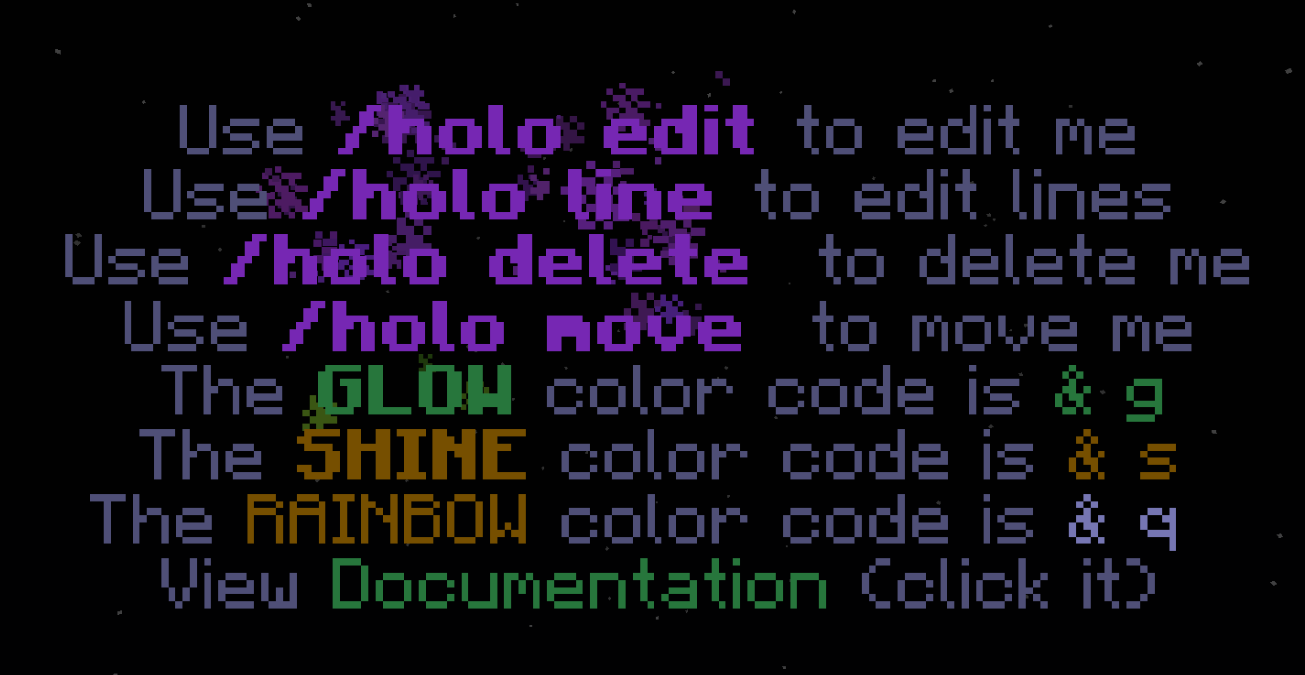 Use /holo edit to edit me
Use /holo line to edit lines
Use /holo delete to delete me
Use /holo move to move me
The GLOW color code is & g
The SHINE color code is & s
The RAINBOW color code is & q
View Documentation (click it)